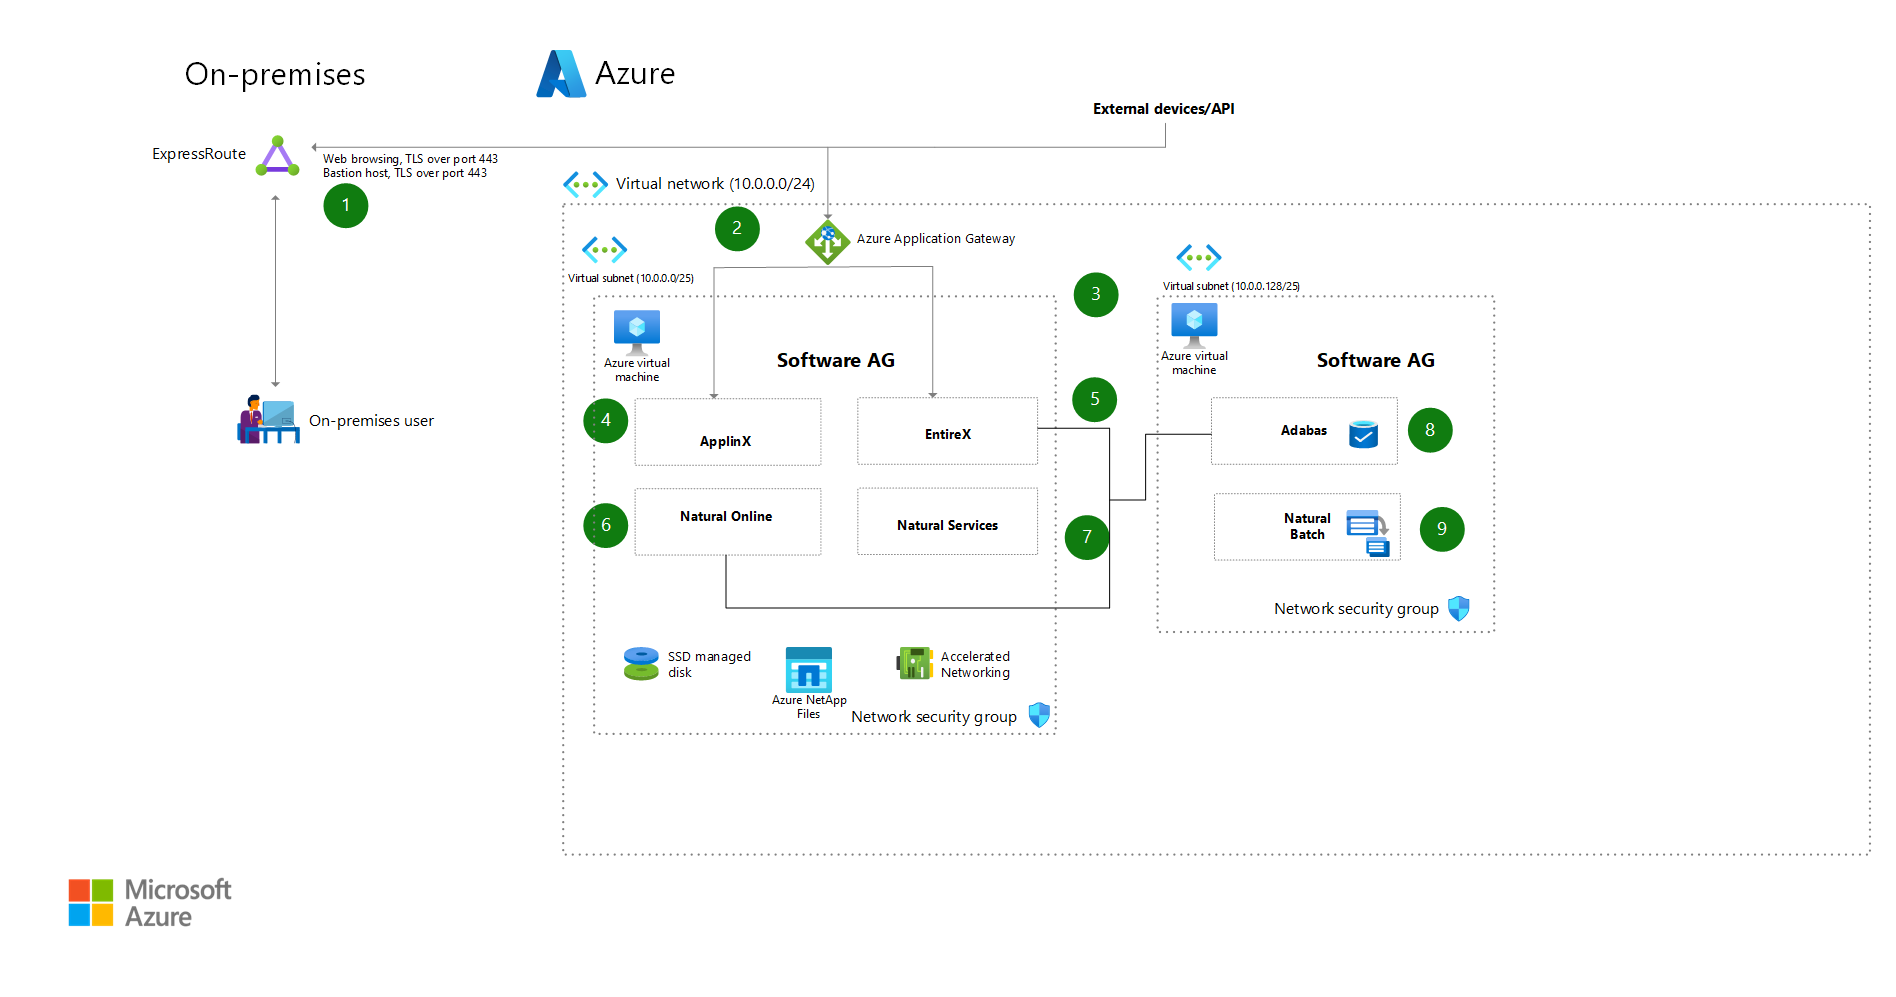 On-premises
Azure
External devices/API
ExpressRoute
Web browsing, TLS over port 443
Bastion host, TLS over port 443
1
Virtual network (10.0.0.0/24)
2
Azure Application Gateway
Virtual subnet (10.0.0.0/25)
3
Virtual subnet (10.0.0.128/25)
Azure virtual
machine
Software AG
Azure virtual
machine
Software AG
On-premises user
4
ApplinX
EntireX
5
Adabas
8
6
Natural Online
Natural Services
7
Natural
Batch
9
Network security group
SSD managed
disk
Azure NetApp
Files
Accelerated
Networking
Network security group
Microsoft
Azure